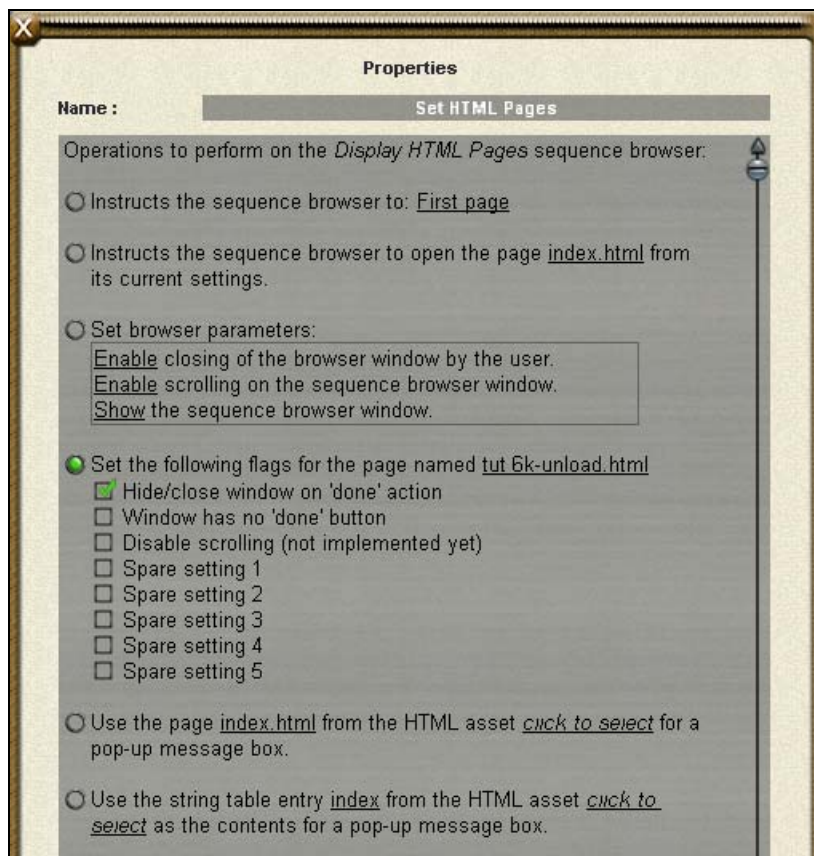 X
Properties
Name :
Set HTML Pages
Operations to perform on the Display HTML Pages sequence browser:
Instructs the sequence browser to: First page
Instructs the sequence browser to open the page index.html from
its current settings.
Set browser parameters:
Enable closing of the browser window by the user.
Enable scrolling on the sequence browser window.
Show the sequence browser window.
Set the following flags for the page named tut 6k-unload.html
Hide/close window on 'done' action
Window has no 'done' button
Disable scrolling (not implemented yet)
Spare setting 1
Spare setting 2
Spare setting 3
Spare setting 4
Spare setting 5
Use the page index.html from the HTML asset click to select for a
pop-up message box.
Use the string table entry index from the HTML asset click to
select as the contents for a pop-up message box.